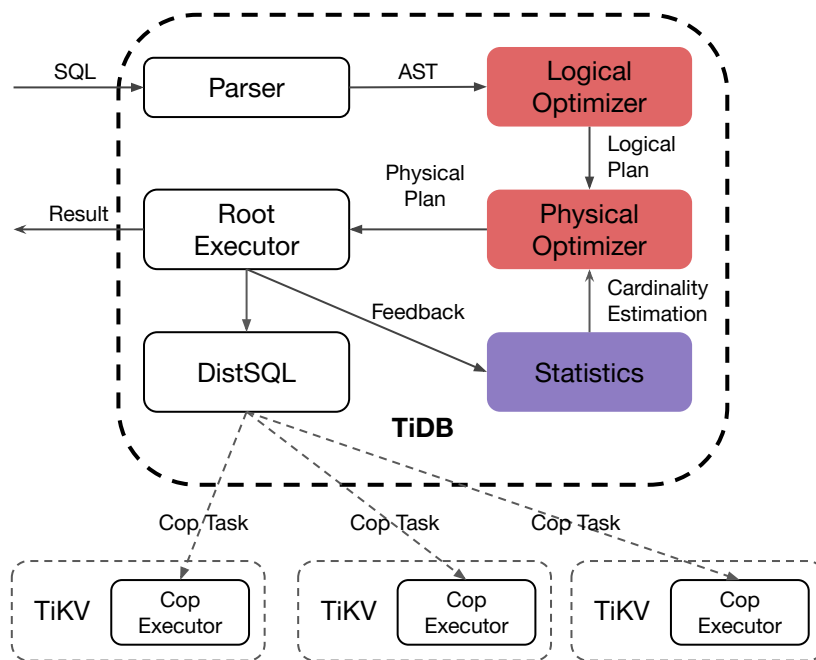 SQL
Parser
AST
Logical
Optimizer
Logical
Plan
Physical
Plan
Result
Root
Executor
Physical
Optimizer
Feedback
Cardinality
Estimation
DistSQL
Statistics
TiDB
Cop Task
Cop Task
Cop Task
TiKV
Cop
Executor
TiKV
Cop
Executor
TiKV
Cop
Executor